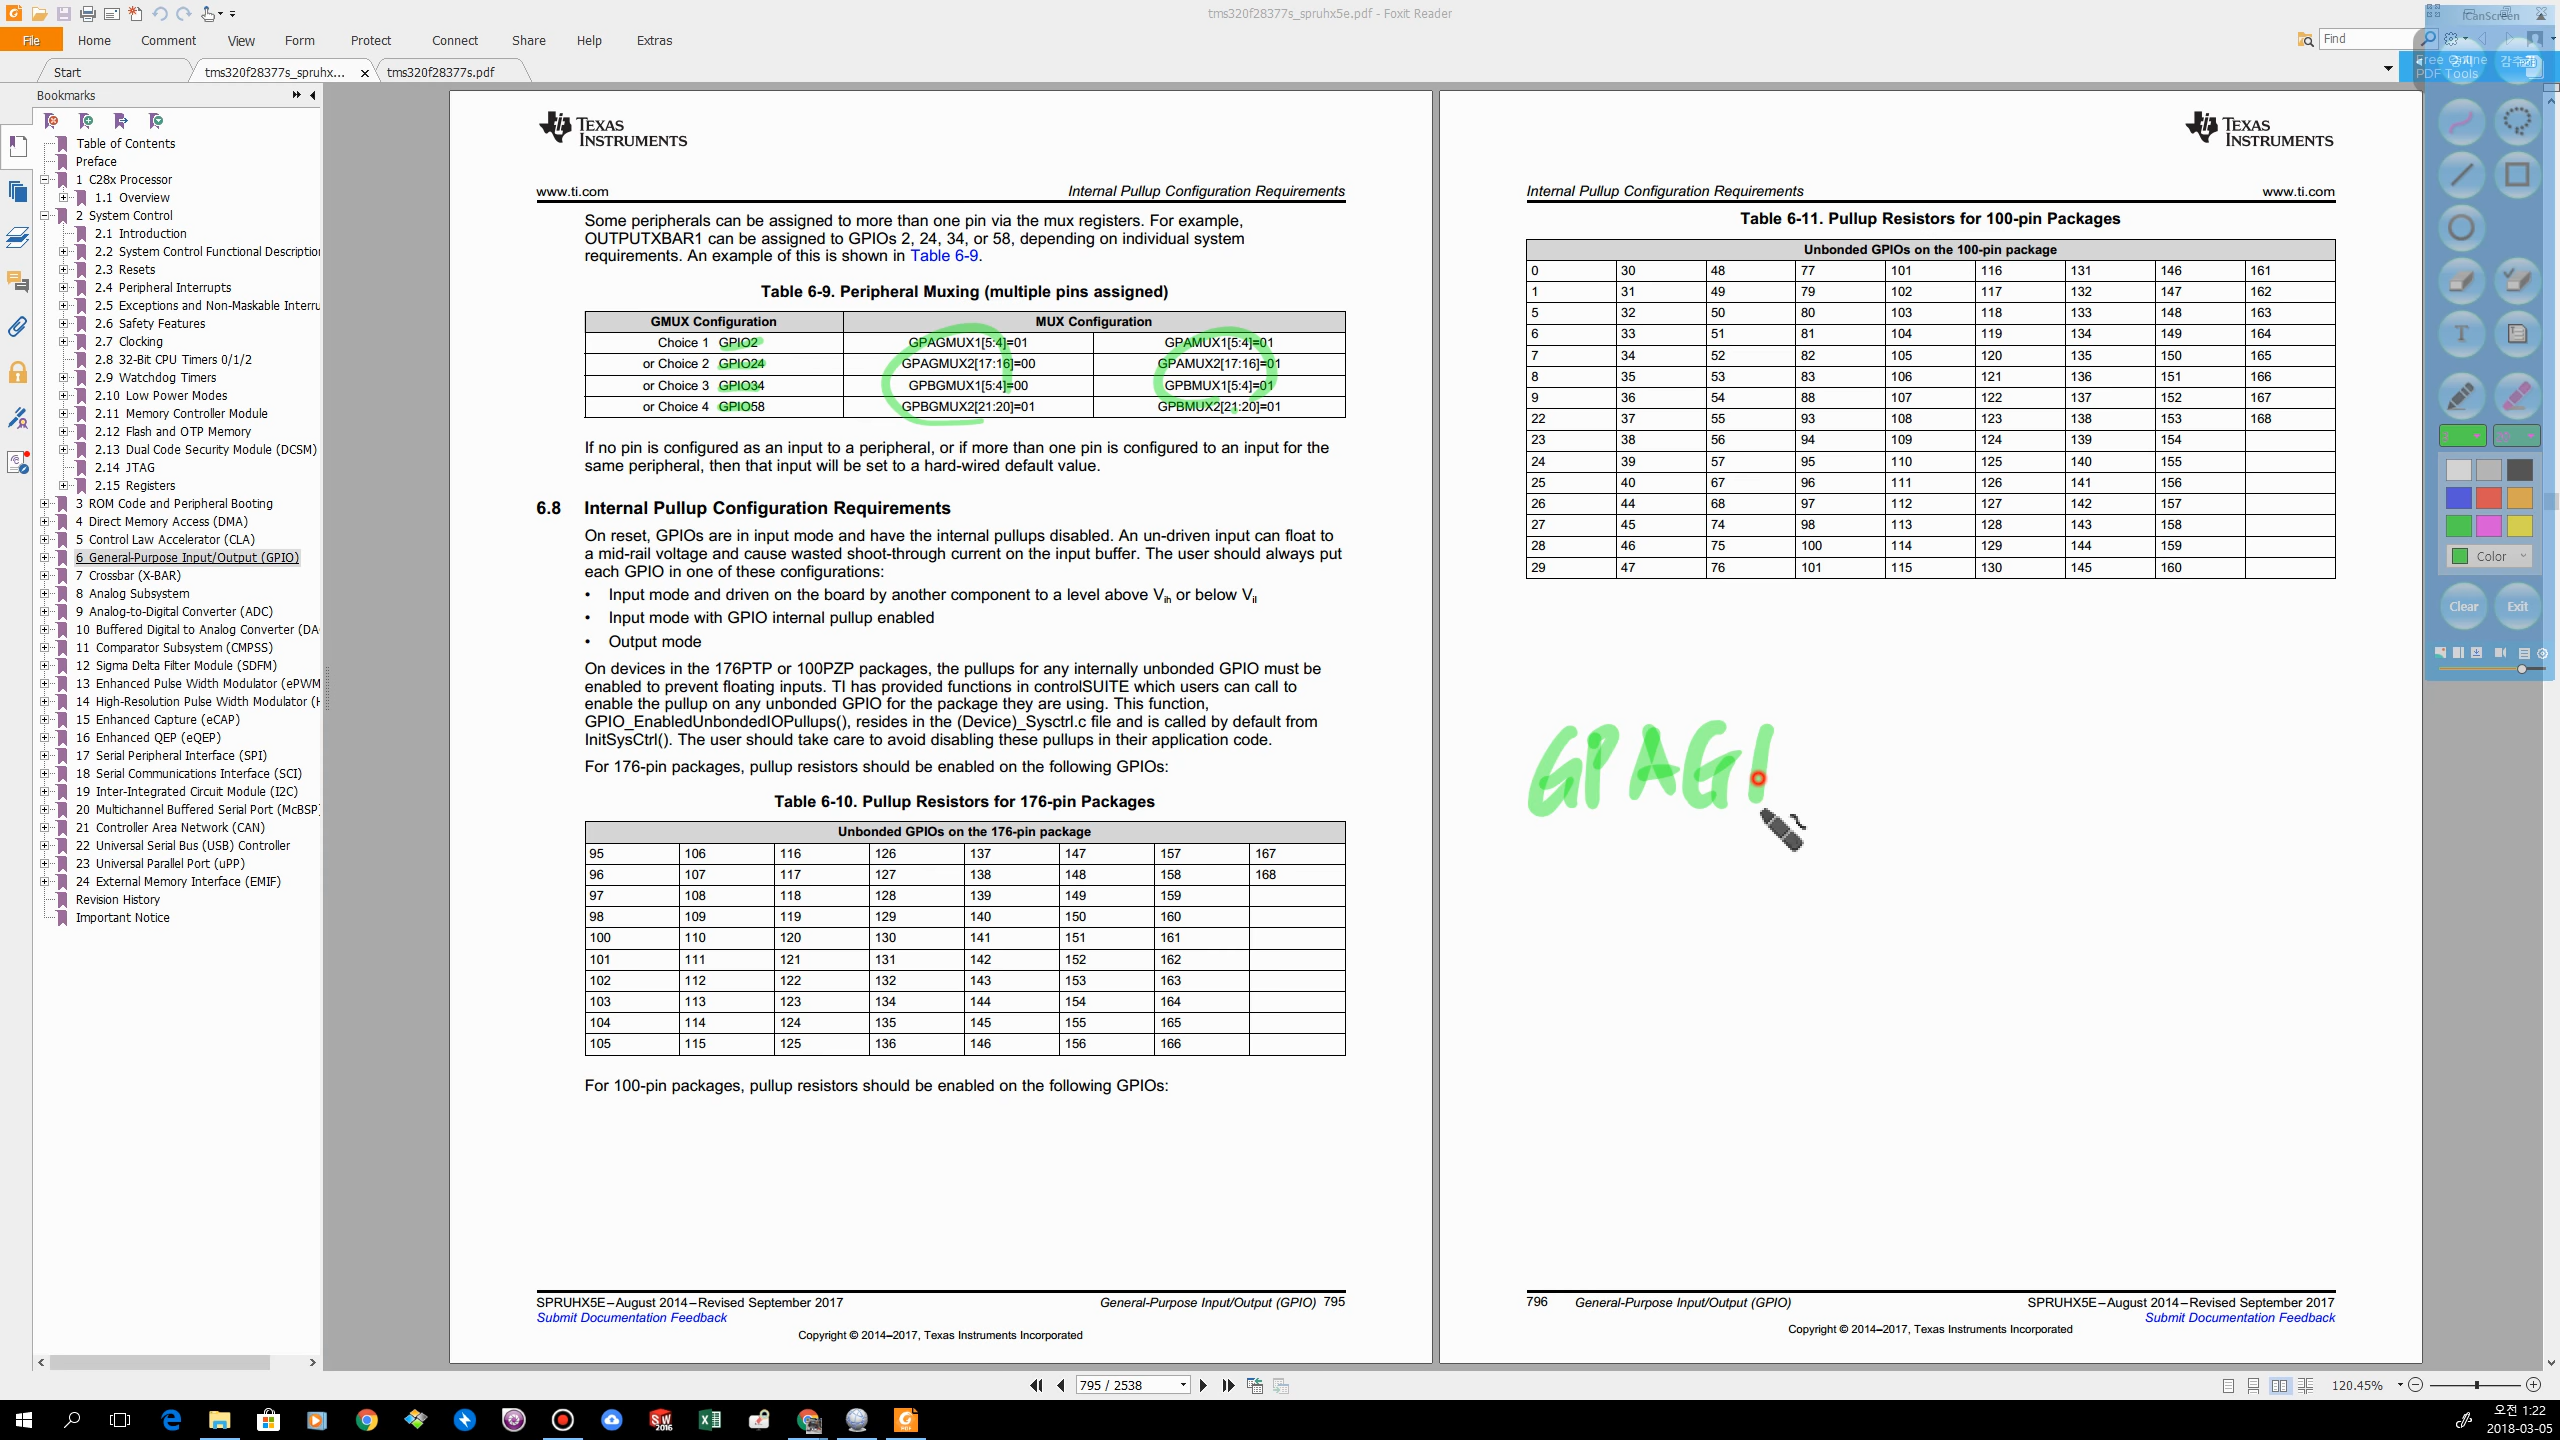 tms320f28377s_spruhx5e.pdf - Foxit Reader
iCanScreen
File Home Comment View Form Protect Connect Share Help Extras
Find
Start
tms320f28377s_spruhx...
tms320f28377s.pdf
Free Online
PDF Tools
Bookmarks
Table of Contents
Preface
1 C28x Processor
1.1 Overview
2 System Control
2.1 Introduction
2.2 System Control Functional Description
2.3 Resets
2.4 Peripheral Interrupts
2.5 Exceptions and Non-Maskable Interru
2.6 Safety Features
2.7 Clocking
2.8 32-Bit CPU Timers 0/1/2
2.9 Watchdog Timers
2.10 Low Power Modes
2.11 Memory Controller Module
2.12 Flash and OTP Memory
2.13 Dual Code Security Module (DCSM)
2.14 JTAG
2.15 Registers
3 ROM Code and Peripheral Booting
4 Direct Memory Access (DMA)
5 Control Law Accelerator (CLA)
6 General-Purpose Input/Output (GPIO)
7 Crossbar (X-BAR)
8 Analog Subsystem
9 Analog-to-Digital Converter (ADC)
10 Buffered Digital to Analog Converter (DA
11 Comparator Subsystem (CMPSS)
12 Sigma Delta Filter Module (SDFM)
13 Enhanced Pulse Width Modulator (ePWM
14 High-Resolution Pulse Width Modulator (H
15 Enhanced Capture (eCAP)
16 Enhanced QEP (eQEP)
17 Serial Peripheral Interface (SPI)
18 Serial Communications Interface (SCI)
19 Inter-Integrated Circuit Module (I2C)
20 Multichannel Buffered Serial Port (McBSP
21 Controller Area Network (CAN)
22 Universal Serial Bus (USB) Controller
23 Universal Parallel Port (uPP)
24 External Memory Interface (EMIF)
Revision History
Important Notice
TEXAS
INSTRUMENTS
www.ti.com Internal Pullup Configuration Requirements
Some peripherals can be assigned to more than one pin via the mux registers. For example,
OUTPUTXBAR1 can be assigned to GPIOs 2, 24, 34, or 58, depending on individual system
requirements. An example of this is shown in Table 6-9.
Table 6-9. Peripheral Muxing (multiple pins assigned)
GMUX Configuration MUX Configuration
Choice 1 GPIO2 GPAGMUX1[5:4]=01 GPAMUX1[5:4]=01
or Choice 2 GPIO24 GPAGMUX2[17:16]=00 GPAMUX2[17:16]=01
or Choice 3 GPIO34 GPBGMUX1[5:4]=00 GPBMUX1[5:4]=01
or Choice 4 GPIO58 GPBGMUX2[21:20]=01 GPBMUX2[21:20]=01
If no pin is configured as an input to a peripheral, or if more than one pin is configured to an input for the
same peripheral, then that input will be set to a hard-wired default value.
6.8 Internal Pullup Configuration Requirements
On reset, GPIOs are in input mode and have the internal pullups disabled. An un-driven input can float to
a mid-rail voltage and cause wasted shoot-through current on the input buffer. The user should always put
each GPIO in one of these configurations:
• Input mode and driven on the board by another component to a level above Vih or below Vil
• Input mode with GPIO internal pullup enabled
• Output mode
On devices in the 176PTP or 100PZP packages, the pullups for any internally unbonded GPIO must be
enabled to prevent floating inputs. TI has provided functions in controlSUITE which users can call to
enable the pullup on any unbonded GPIO for the package they are using. This function,
GPIO_EnabledUnbondedIOPullups(), resides in the (Device)_Sysctrl.c file and is called by default from
InitSysCtrl(). The user should take care to avoid disabling these pullups in their application code.
For 176-pin packages, pullup resistors should be enabled on the following GPIOs:
Table 6-10. Pullup Resistors for 176-pin Packages
Unbonded GPIOs on the 176-pin package
95 106 116 126 137 147 157 167
96 107 117 127 138 148 158 168
97 108 118 128 139 149 159
98 109 119 129 140 150 160
100 110 120 130 141 151 161
101 111 121 131 142 152 162
102 112 122 132 143 153 163
103 113 123 134 144 154 164
104 114 124 135 145 155 165
105 115 125 136 146 156 166
For 100-pin packages, pullup resistors should be enabled on the following GPIOs:
SPRUHX5E–August 2014–Revised September 2017 General-Purpose Input/Output (GPIO) 795
Submit Documentation Feedback
Copyright © 2014–2017, Texas Instruments Incorporated
TEXAS
INSTRUMENTS
Internal Pullup Configuration Requirements www.ti.com
Table 6-11. Pullup Resistors for 100-pin Packages
Unbonded GPIOs on the 100-pin package
0 30 48 77 101 116 131 146 161
1 31 49 79 102 117 132 147 162
5 32 50 80 103 118 133 148 163
6 33 51 81 104 119 134 149 164
7 34 52 82 105 120 135 150 165
8 35 53 83 106 121 136 151 166
9 36 54 88 107 122 137 152 167
22 37 55 93 108 123 138 153 168
23 38 56 94 109 124 139 154
24 39 57 95 110 125 140 155
25 40 67 96 111 126 141 156
26 44 68 97 112 127 142 157
27 45 74 98 113 128 143 158
28 46 75 100 114 129 144 159
29 47 76 101 115 130 145 160
GPAG
796 General-Purpose Input/Output (GPIO) SPRUHX5E–August 2014–Revised September 2017
Submit Documentation Feedback
Copyright © 2014–2017, Texas Instruments Incorporated
Color
Clear Exit
795 / 2538
120.45%
오전 1:22
2018-03-05